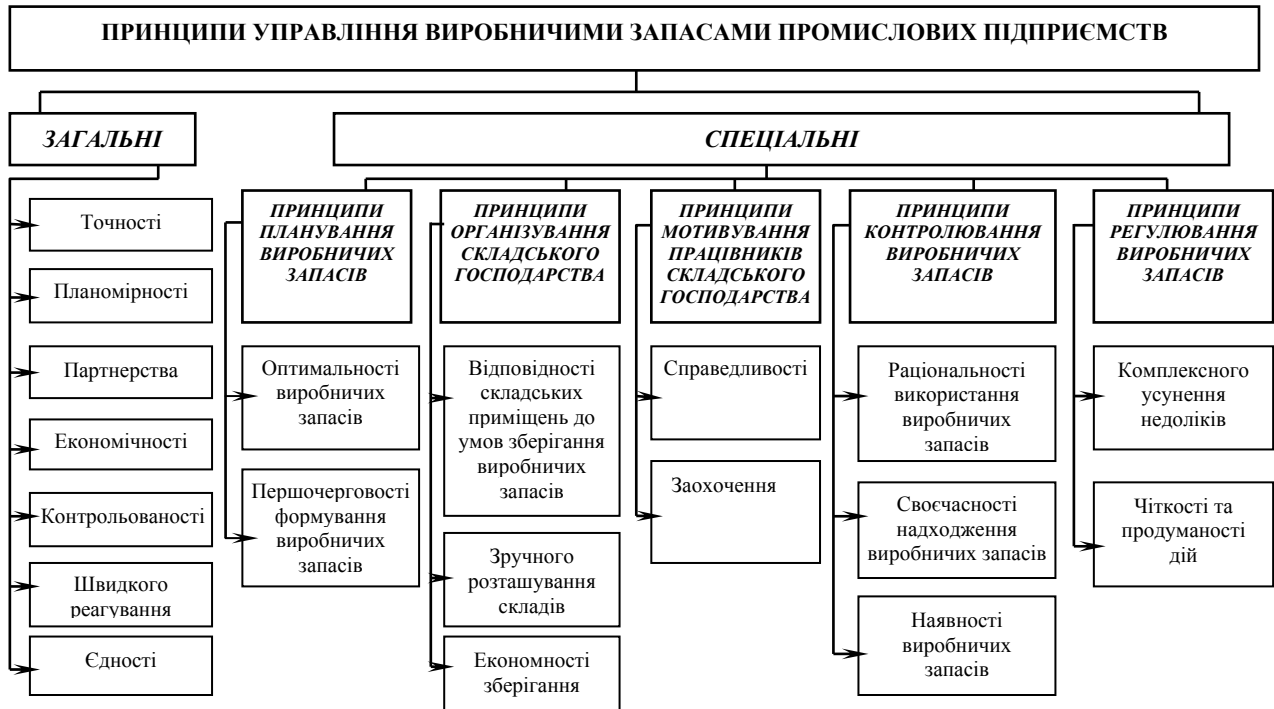 ПРИНЦИПИ УПРАВЛІННЯ ВИРОБНИЧИМИ ЗАПАСАМИ ПРОМИСЛОВИХ ПІДПРИЄМСТВ
ЗАГАЛЬНІ
СПЕЦІАЛЬНІ
Точності
Планомірності
Партнерства
Економічності
Контрольованості
Швидкого
реагування
Єдності
ПРИНЦИПИ
ПЛАНУВАННЯ
ВИРОБНИЧИХ
ЗАПАСІВ
Оптимальності
виробничих
запасів
Першочерговості
формування
виробничих
запасів
ПРИНЦИПИ
ОРГАНІЗУВАННЯ
СКЛАДСЬКОГО
ГОСПОДАРСТВА
Відповідності
складських
приміщень до
умов зберігання
виробничих
запасів
Зручного
розташування
складів
Економності
зберігання
ПРИНЦИПИ
МОТИВУВАННЯ
ПРАЦІВНИКІВ
СКЛАДСЬКОГО
ГОСПОДАРСТВА
Справедливості
Заохочення
ПРИНЦИПИ
КОНТРОЛЮВАННЯ
ВИРОБНИЧИХ
ЗАПАСІВ
Раціональності
використання
виробничих
запасів
Своєчасності
надходження
виробничих запасів
Наявності
виробничих
запасів
ПРИНЦИПИ
РЕГУЛЮВАННЯ
ВИРОБНИЧИХ
ЗАПАСІВ
Комплексного
усунення
недоліків
Чіткості та
продуманості
дій